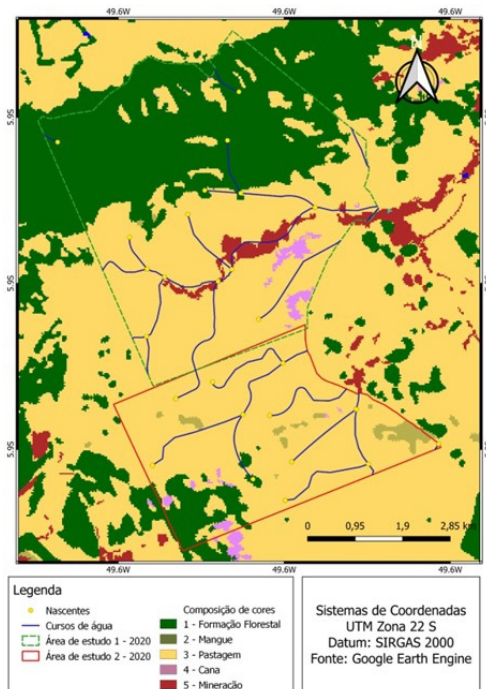 49.6W 49.6W 49.6W
N
5.95
5.95
5.95
0 0,95 1,9 2,85 km
49.6W 49.6W 49.6W
Legenda
Nascentes
Cursos de água
Área de estudo 1 - 2020
Área de estudo 2 - 2020
Composição de cores
1 - Formação Florestal
2 - Mangue
3 - Pastagem
4 - Cana
5 - Mineração
Sistemas de Coordenadas
UTM Zona 22 S
Datum: SIRGAS 2000
Fonte: Google Earth Engine